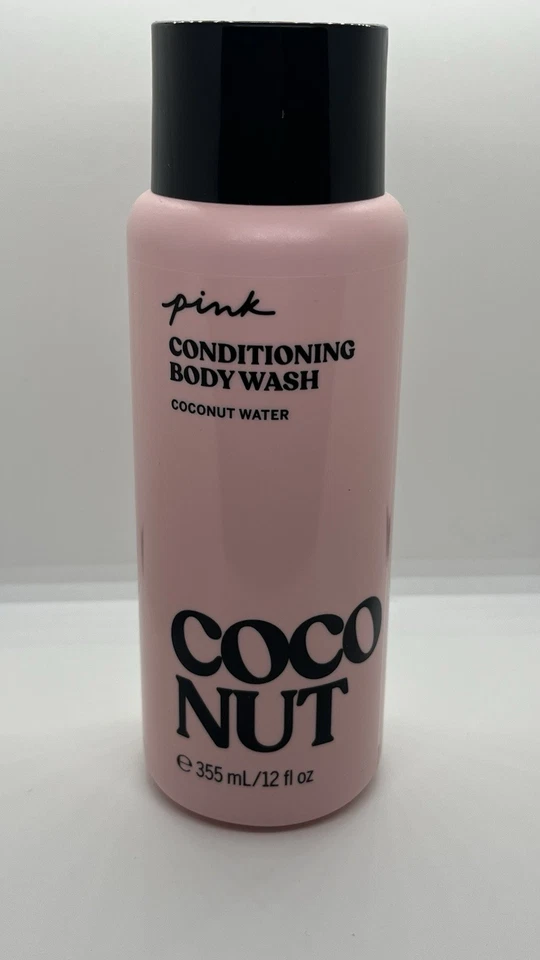 pink
CONDITIONING
BODY WASH
COCONUT WATER
COCO
NUT
℮ 355 mL/12 fl oz